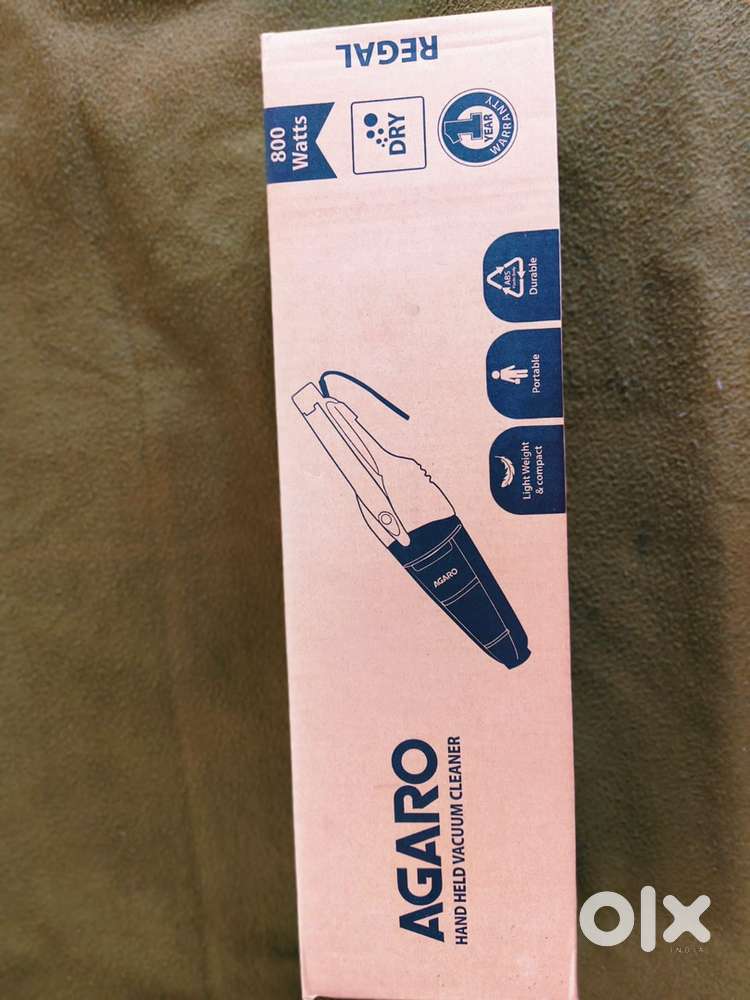 REGAL
800
Watts
DRY
1
YEAR
WARRANTY
ABS
Durable
Portable
Light Weight
& compact
AGARO
AGARO
HAND HELD VACUUM CLEANER
olx
INDIA